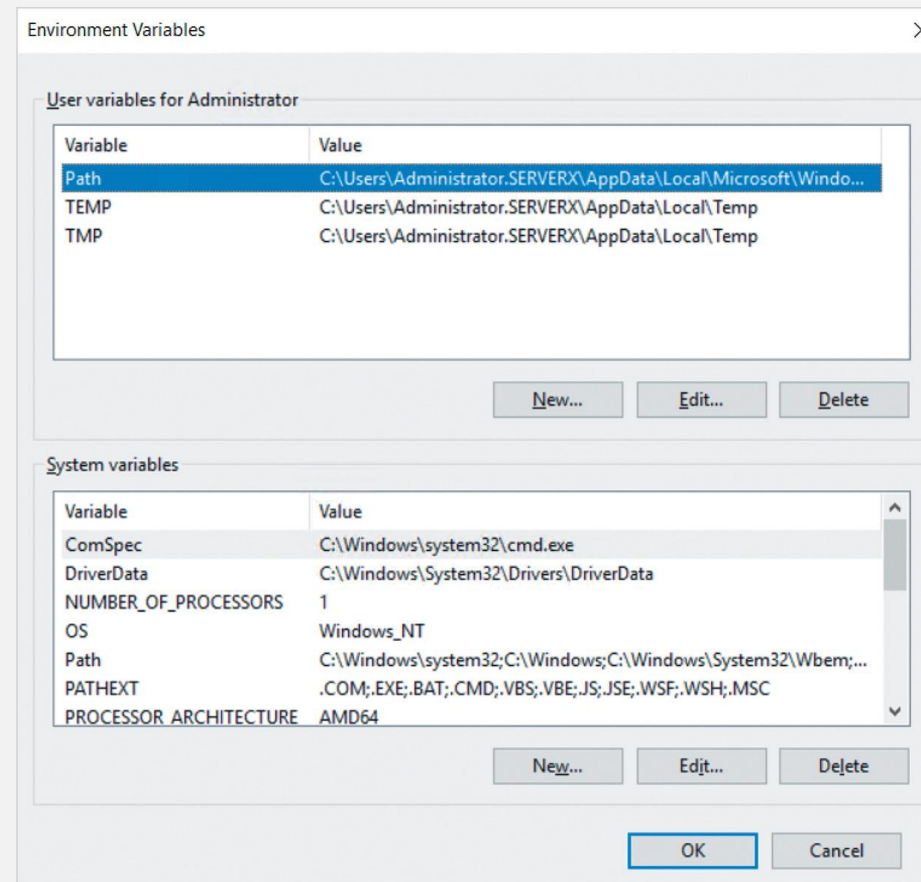 Environment Variables
User variables for Administrator
Variable Value
Path C:\Users\Administrator.SERVERX\AppData\Local\Microsoft\Windo...
TEMP C:\Users\Administrator.SERVERX\AppData\Local\Temp
TMP C:\Users\Administrator.SERVERX\AppData\Local\Temp
New... Edit... Delete
System variables
Variable Value
ComSpec C:\Windows\system32\cmd.exe
DriverData C:\Windows\System32\Drivers\DriverData
NUMBER_OF_PROCESSORS 1
OS Windows_NT
Path C:\Windows\system32;C:\Windows;C:\Windows\System32\Wbem;...
PATHEXT .COM;.EXE;.BAT;.CMD;.VBS;.VBE;.JS;.JSE;.WSF;.WSH;.MSC
PROCESSOR_ARCHITECTURE AMD64
New... Edit... Delete
OK Cancel